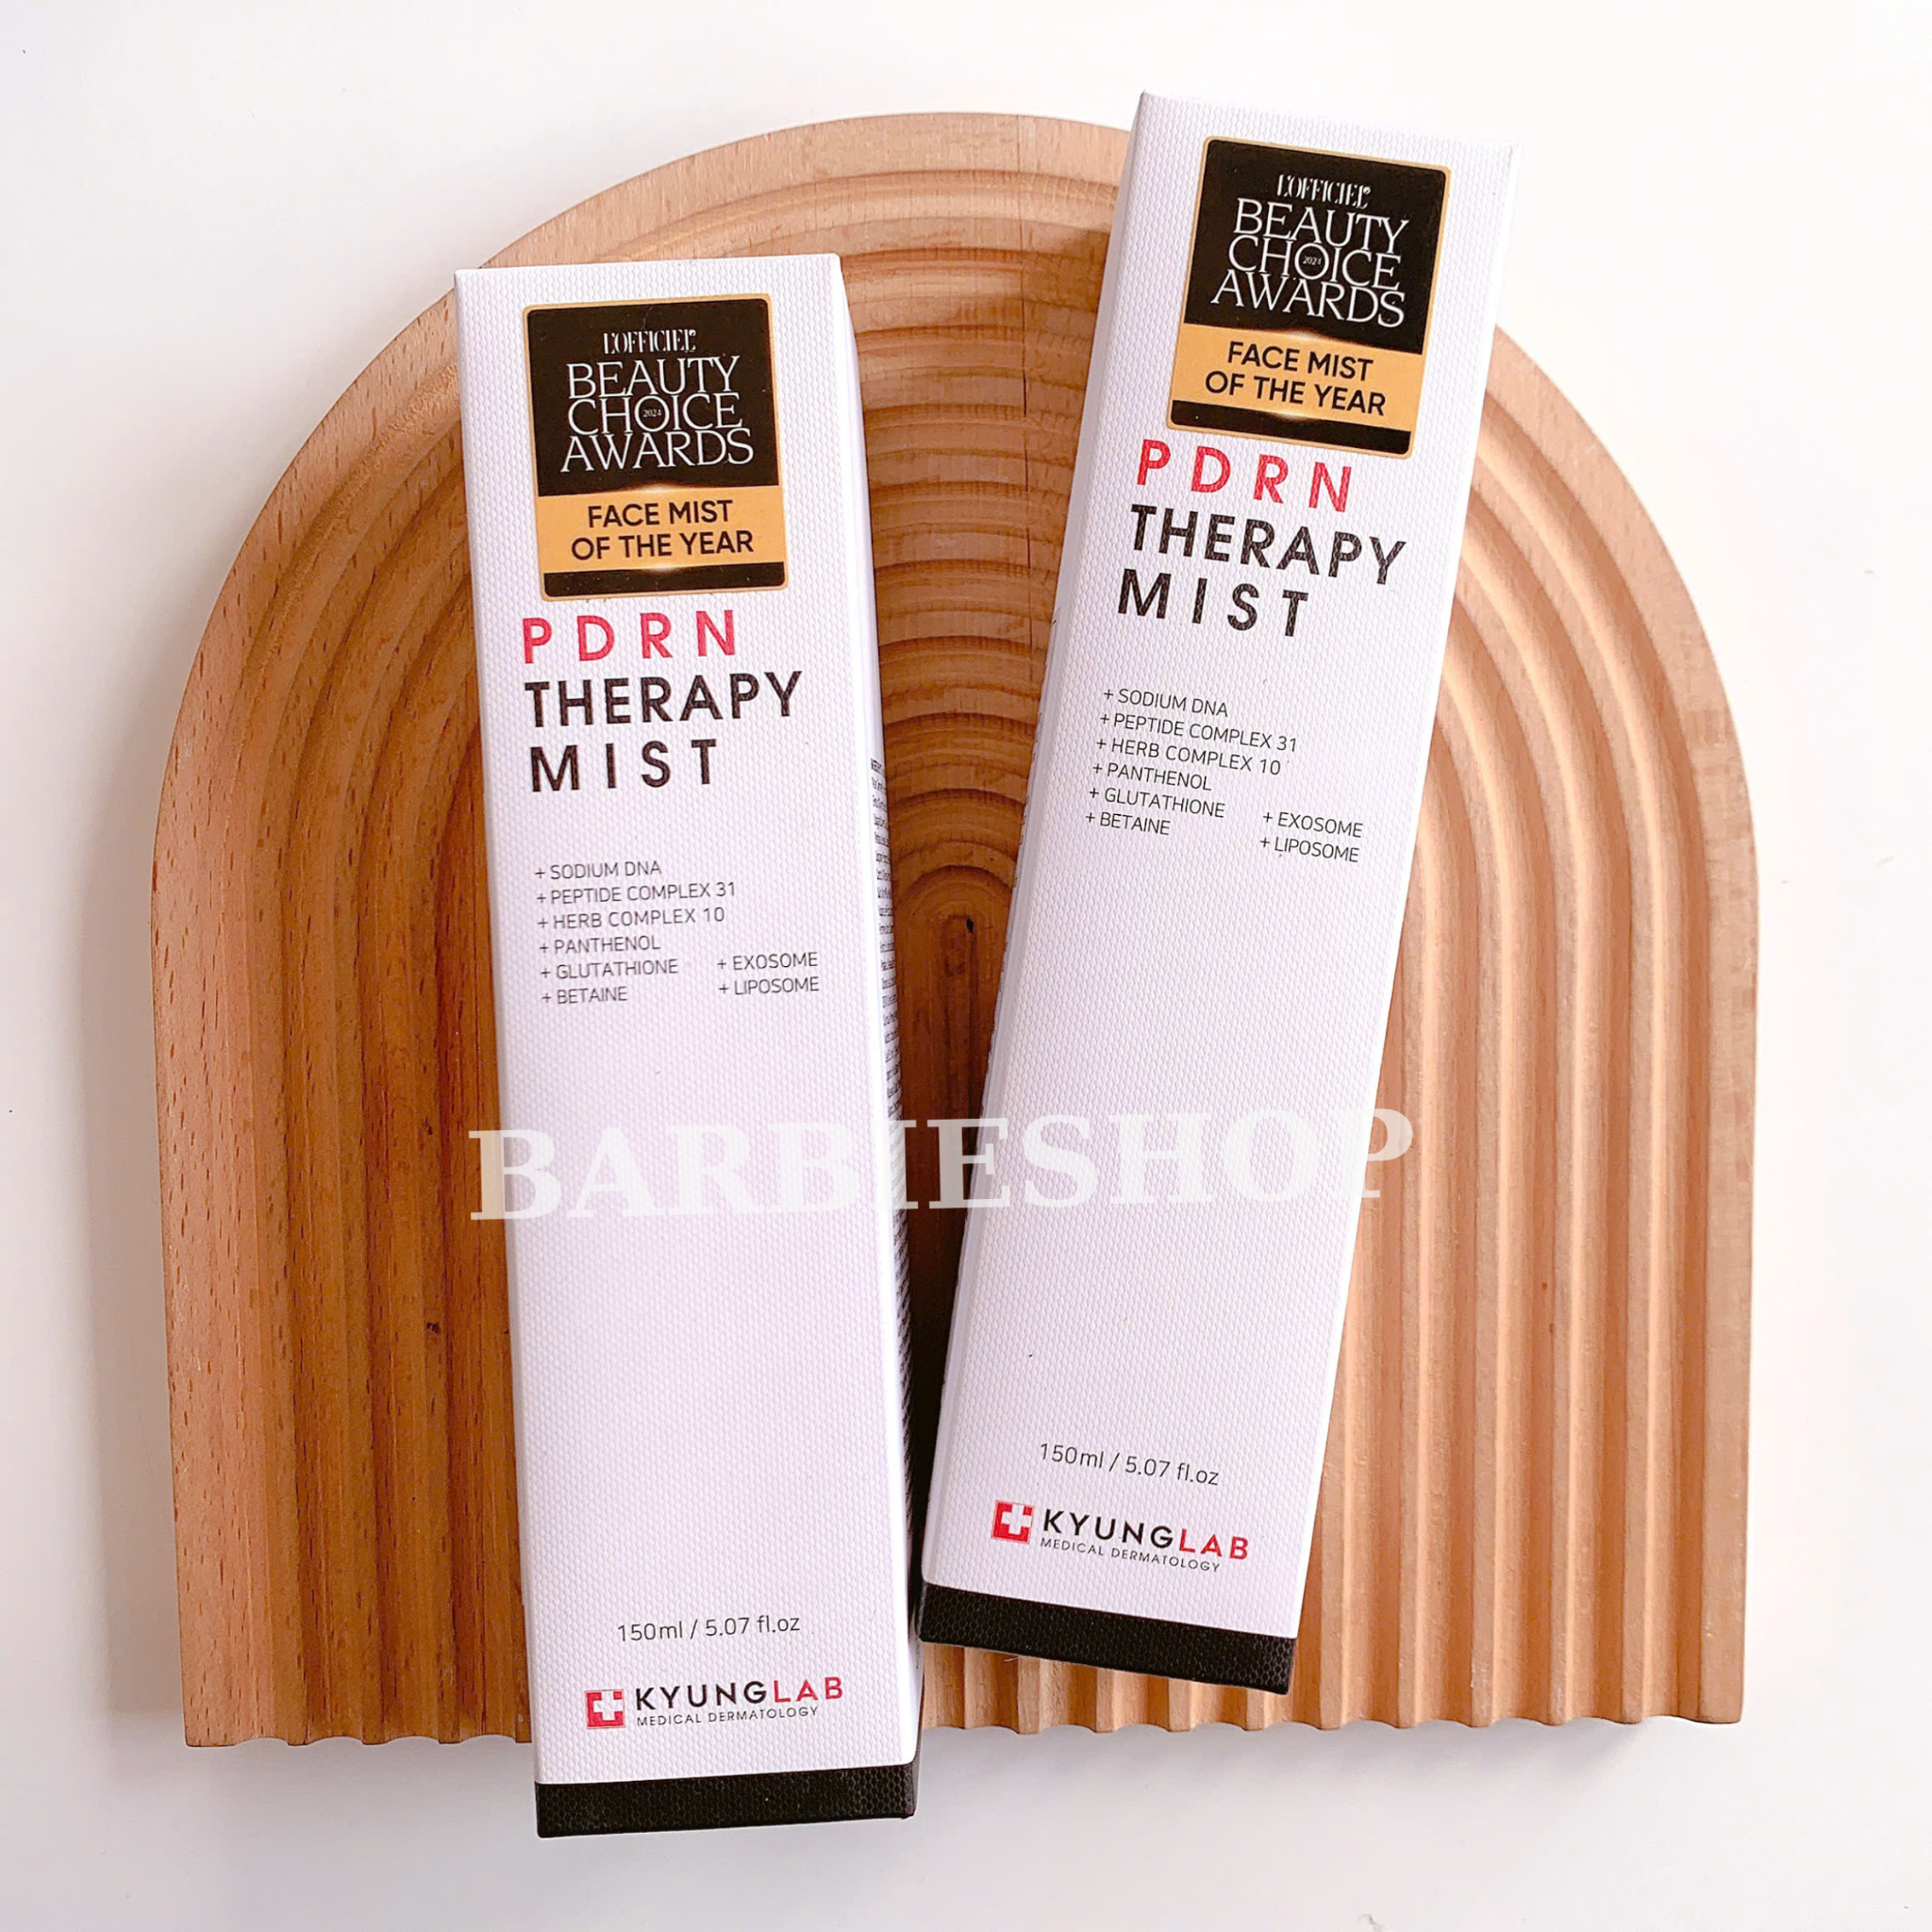 L'OFFICIEL
BEAUTY
CHOICE
2024
AWARDS
FACE MIST
OF THE YEAR
PDRN
THERAPY
MIST
+ SODIUM DNA
+ PEPTIDE COMPLEX 31
+ HERB COMPLEX 10
+ PANTHENOL
+ GLUTATHIONE + EXOSOME
+ BETAINE + LIPOSOME
150ml / 5.07 fl.oz
KYUNGLAB
MEDICAL DERMATOLOGY
L'OFFICIEL
BEAUTY
CHOICE
2024
AWARDS
FACE MIST
OF THE YEAR
PDRN
THERAPY
MIST
+ SODIUM DNA
+ PEPTIDE COMPLEX 31
+ HERB COMPLEX 10
+ PANTHENOL
+ GLUTATHIONE + EXOSOME
+ BETAINE + LIPOSOME
150ml / 5.07 fl.oz
KYUNGLAB
MEDICAL DERMATOLOGY
BARBIESHOP